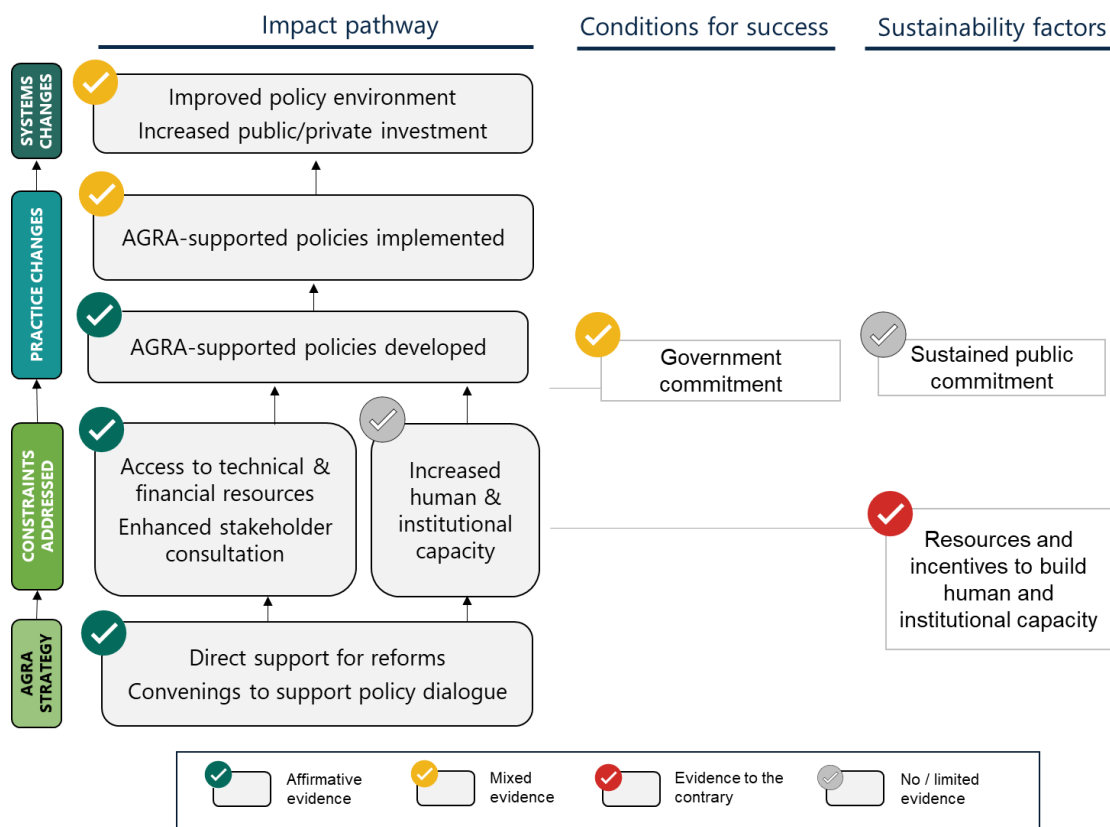 Impact pathway
Conditions for success
Sustainability factors
SYSTEMS
CHANGES
Improved policy environment
Increased public/private investment
PRACTICE CHANGES
AGRA-supported policies implemented
AGRA-supported policies developed
Government
commitment
Sustained public
commitment
CONSTRAINTS
ADDRESSED
Access to technical &
financial resources
Enhanced stakeholder
consultation
Increased
human &
institutional
capacity
Resources and
incentives to build
human and
institutional capacity
AGRA
STRATEGY
Direct support for reforms
Convenings to support policy dialogue
Affirmative
evidence
Mixed
evidence
Evidence to the
contrary
No / limited
evidence